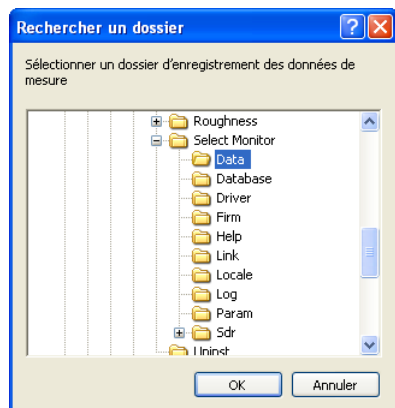 Rechercher un dossier
Sélectionner un dossier d'enregistrement des données de
mesure
Roughness
Select Monitor
Data
Database
Driver
Firm
Help
Link
Locale
Log
Param
Sdr
Uninst
OK
Annuler